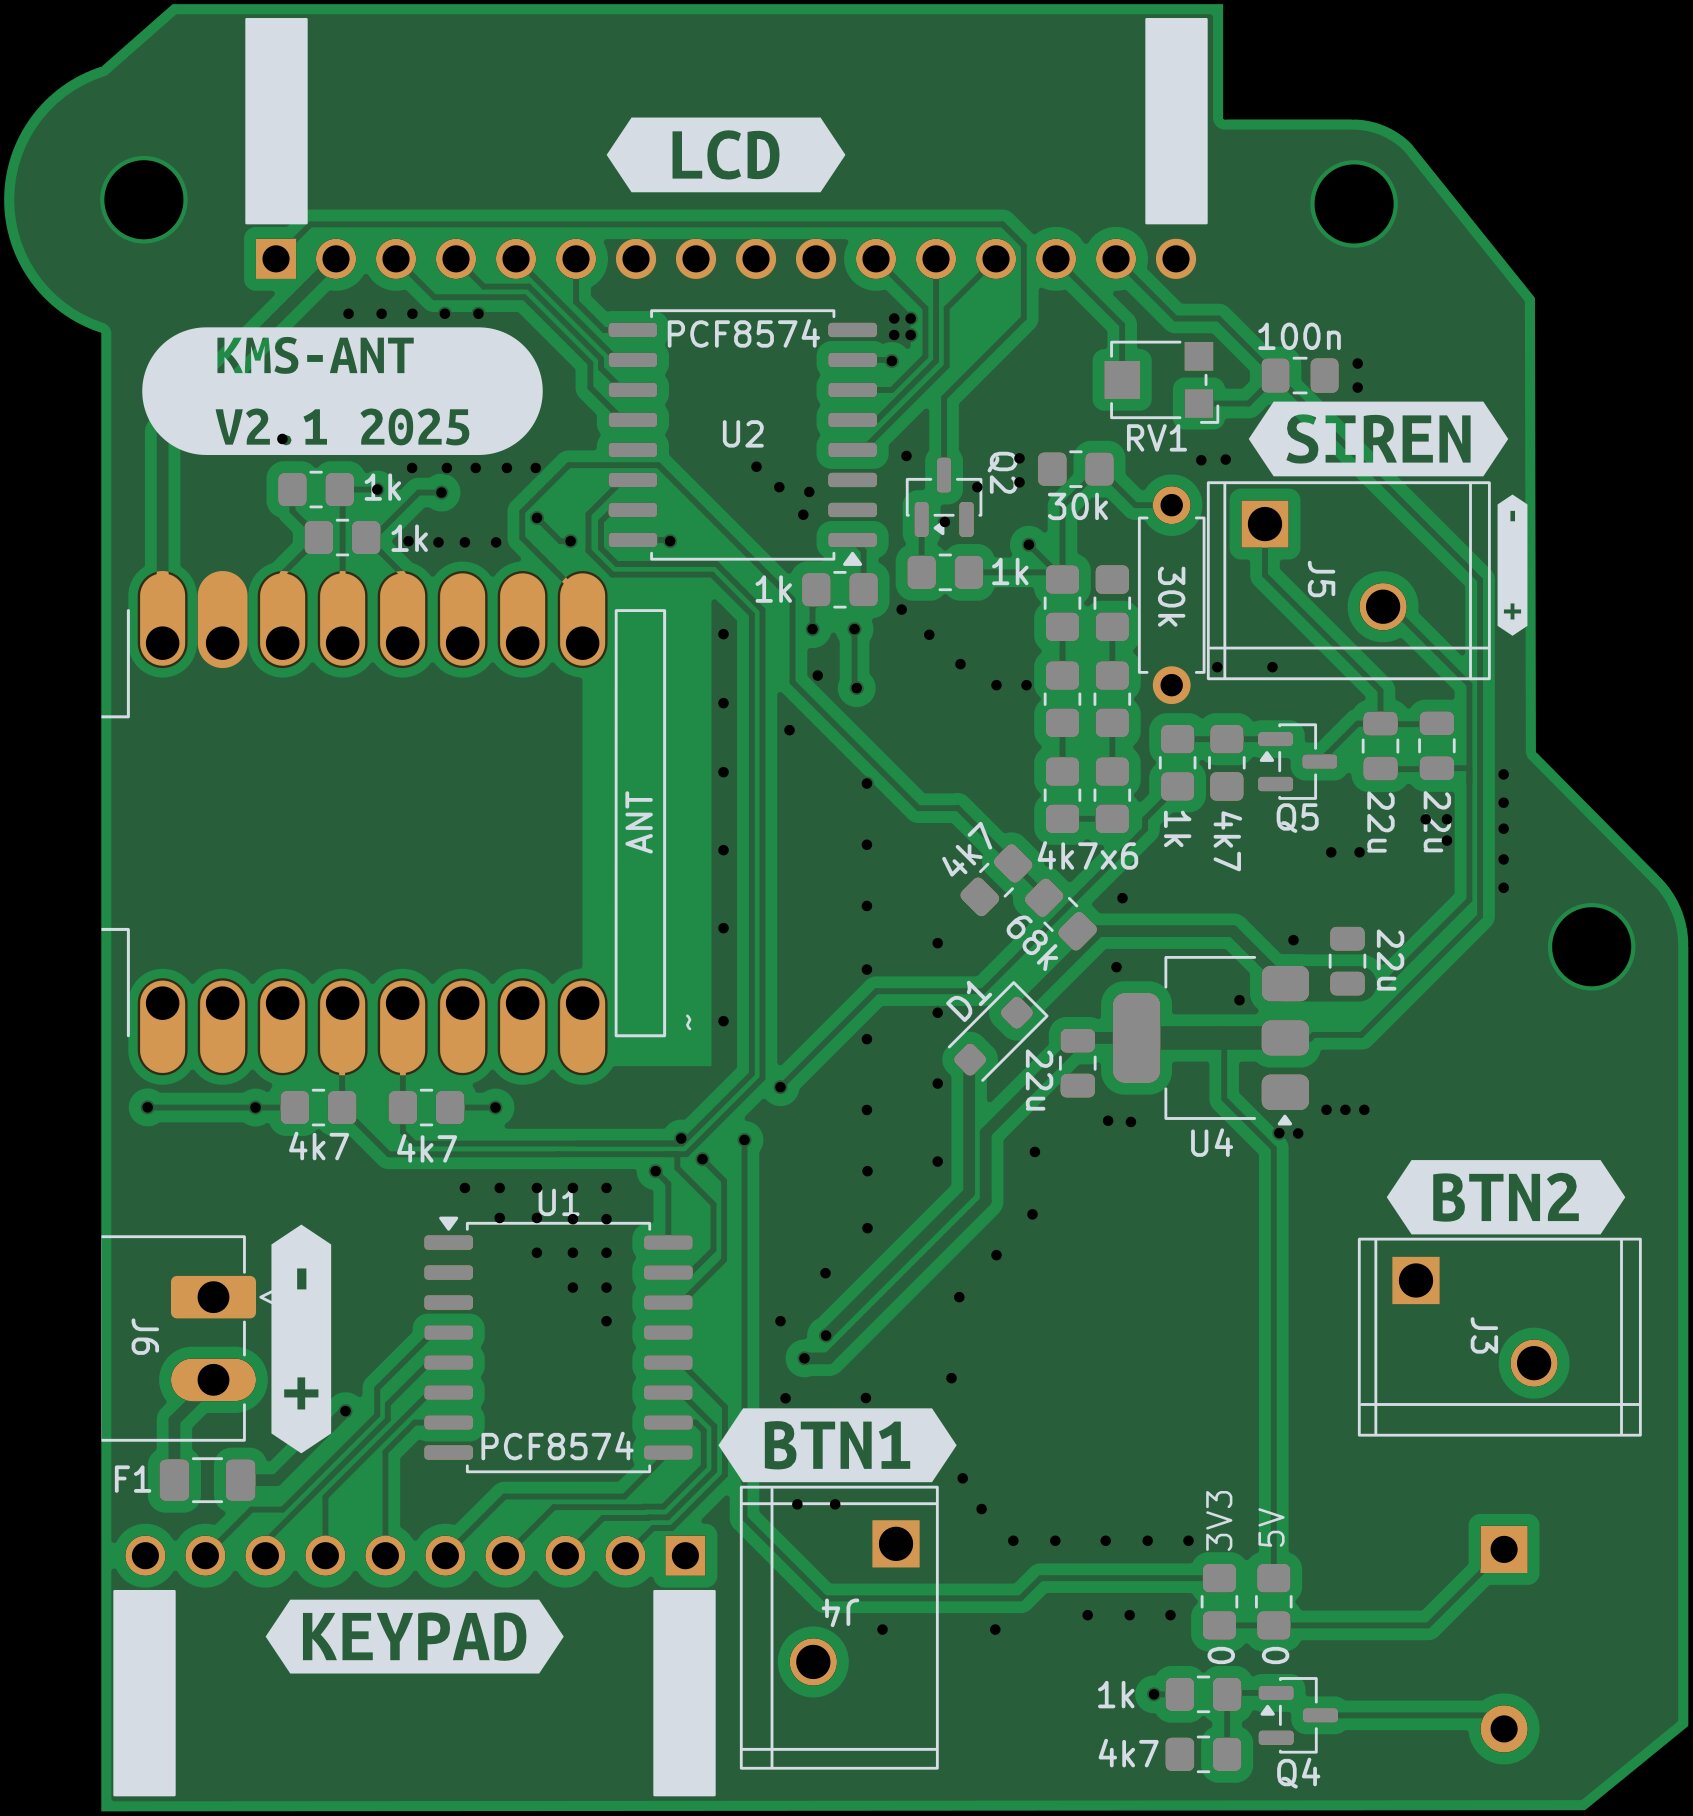 LCD
KMS-ANT
V2.1 2025
PCF8574
U2
100n
RV1
SIREN
Q2
30k
1k
1k
1k
1k
30k
J5
-
+
ANT
~
1k
4k7
Q5
22u
22u
4k7
4k7x6
68k
D1
22u
22u
U4
4k7
4k7
U1
BTN2
J6
-
+
J3
PCF8574
F1
BTN1
3V3
5V
J4
KEYPAD
0
0
1k
4k7
Q4